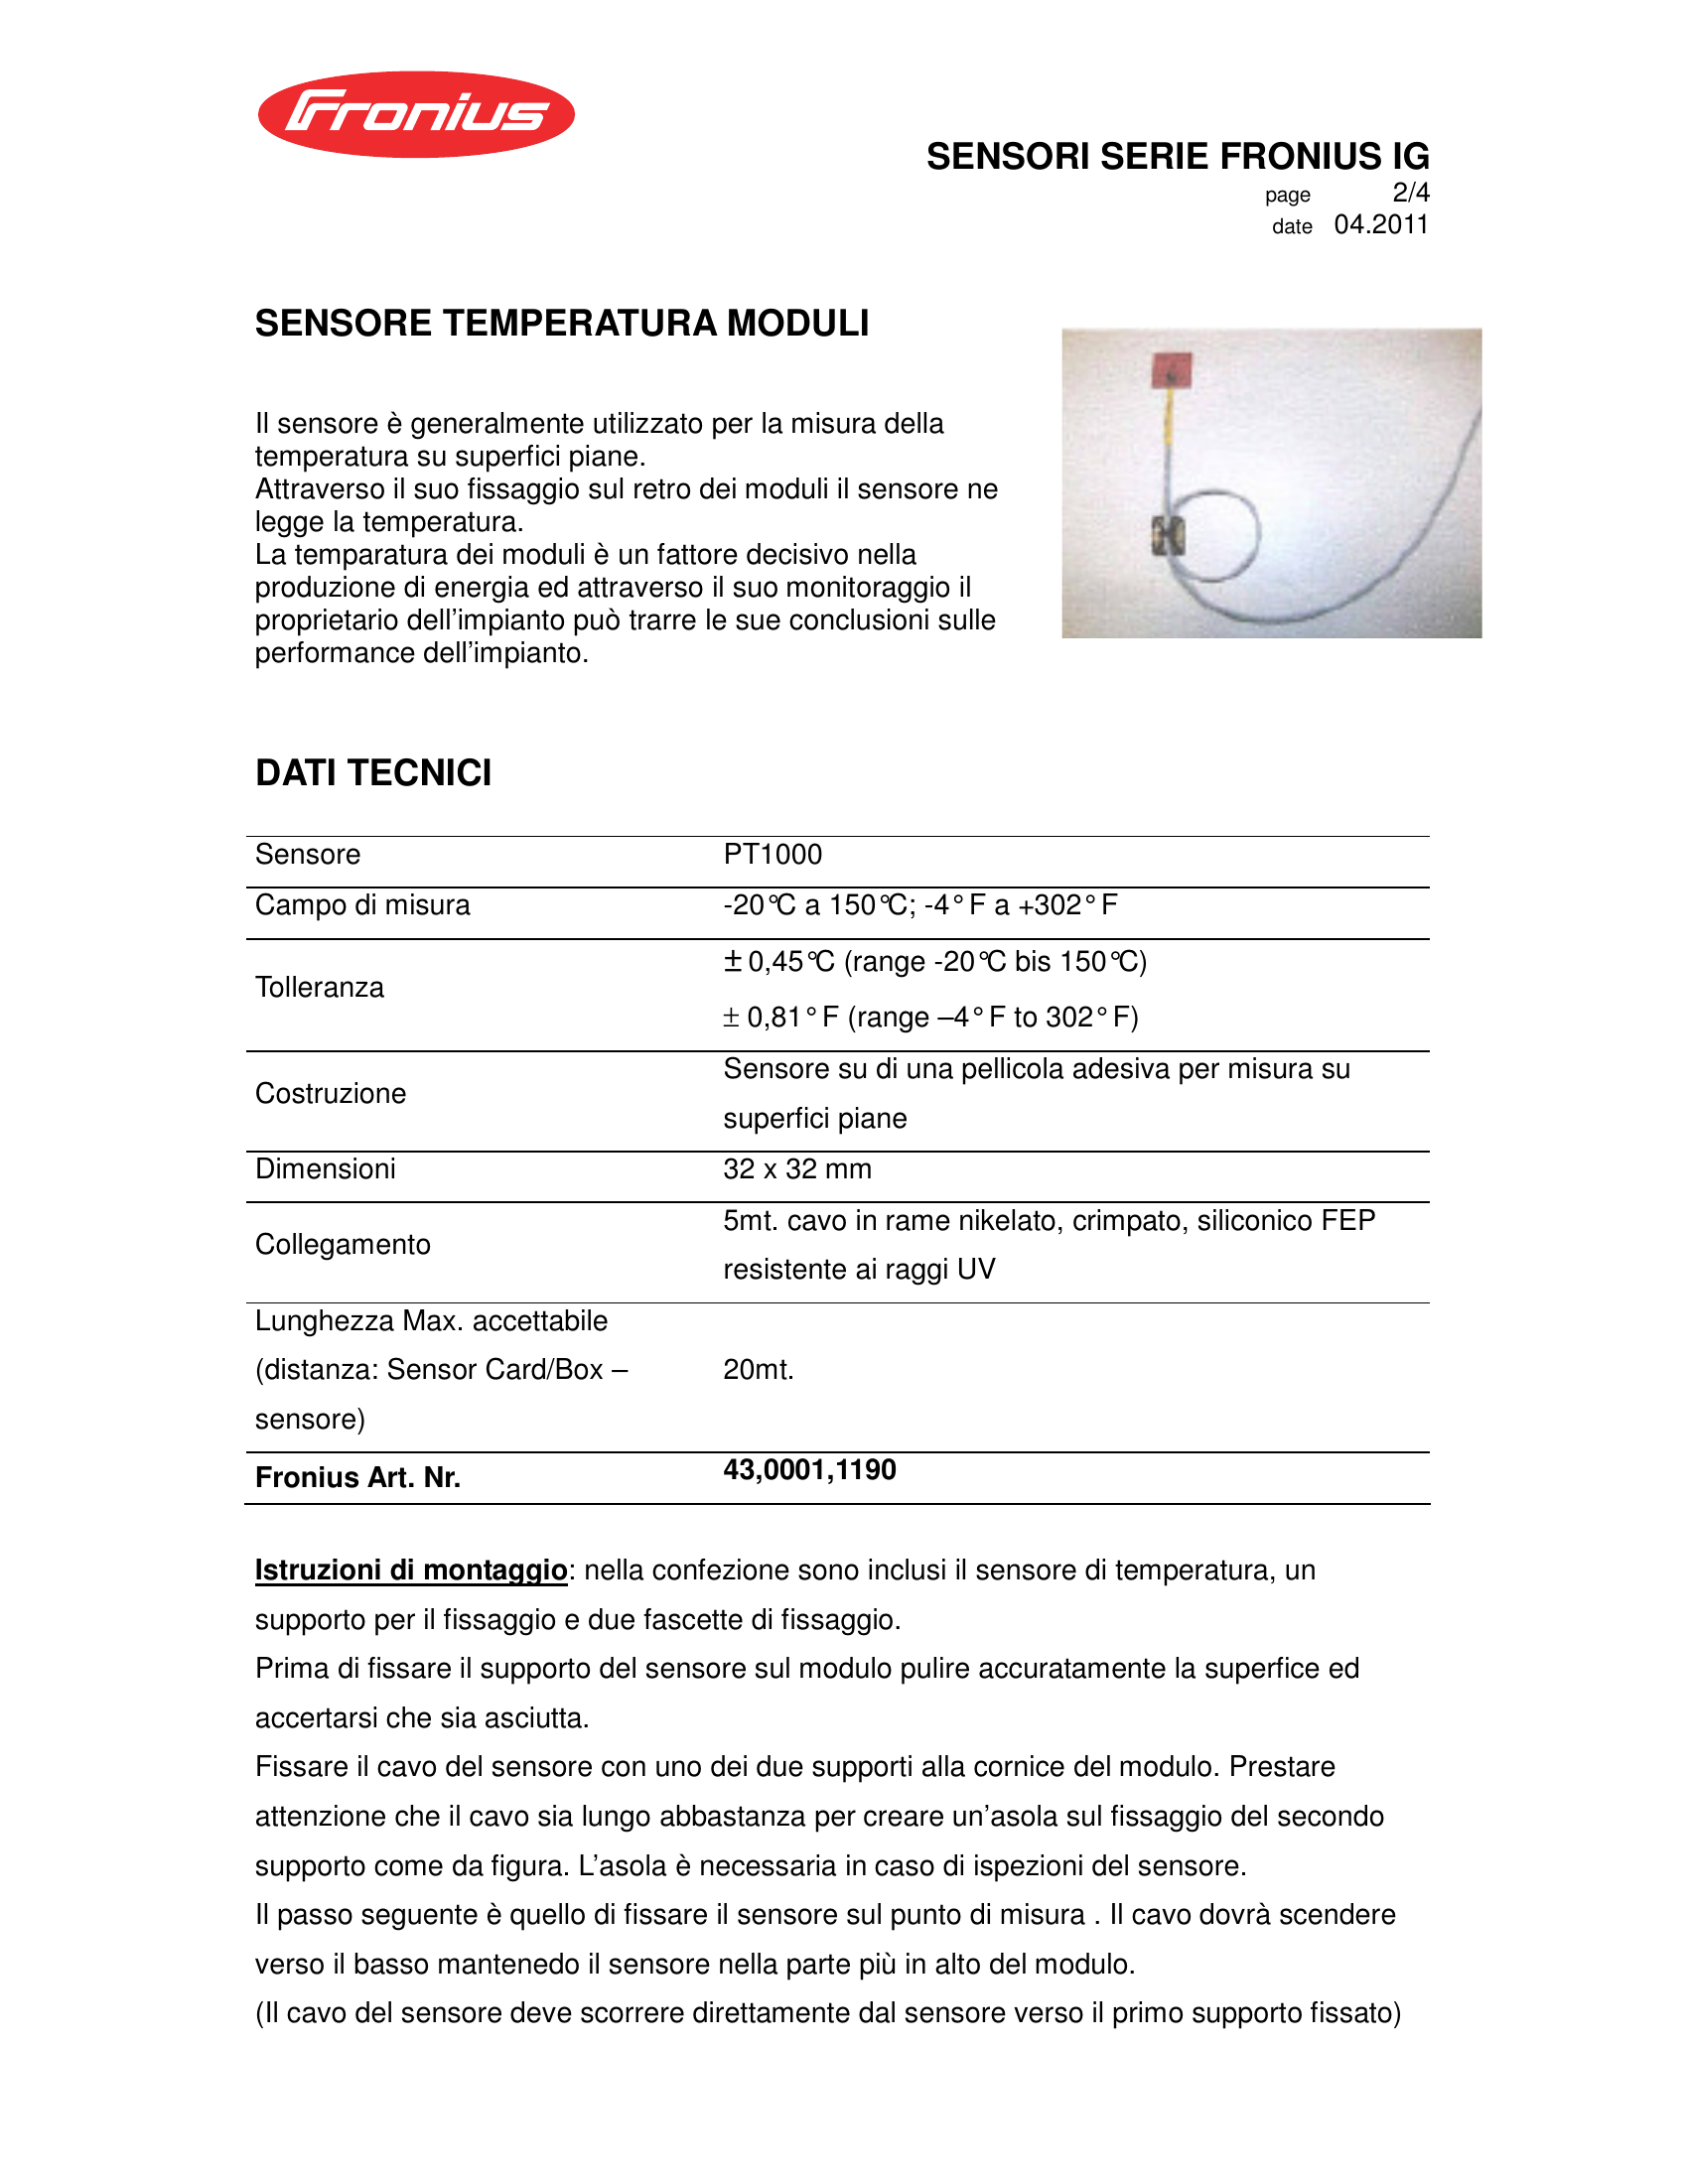 Fronius
SENSORI SERIE FRONIUS IG
page 2/4
date 04.2011
SENSORE TEMPERATURA MODULI
Il sensore è generalmente utilizzato per la misura della
temperatura su superfici piane.
Attraverso il suo fissaggio sul retro dei moduli il sensore ne
legge la temperatura.
La temparatura dei moduli è un fattore decisivo nella
produzione di energia ed attraverso il suo monitoraggio il
proprietario dell'impianto può trarre le sue conclusioni sulle
performance dell'impianto.
DATI TECNICI
Sensore PT1000
Campo di misura -20°C a 150°C; -4°F a +302°F
Tolleranza
± 0,45°C (range -20°C bis 150°C)
± 0,81°F (range –4°F to 302°F)
Costruzione
Sensore su di una pellicola adesiva per misura su
superfici piane
Dimensioni 32 x 32 mm
Collegamento
5mt. cavo in rame nikelato, crimpato, siliconico FEP
resistente ai raggi UV
Lunghezza Max. accettabile
(distanza: Sensor Card/Box – 20mt.
sensore)
Fronius Art. Nr. 43,0001,1190
Istruzioni di montaggio: nella confezione sono inclusi il sensore di temperatura, un
supporto per il fissaggio e due fascette di fissaggio.
Prima di fissare il supporto del sensore sul modulo pulire accuratamente la superfice ed
accertarsi che sia asciutta.
Fissare il cavo del sensore con uno dei due supporti alla cornice del modulo. Prestare
attenzione che il cavo sia lungo abbastanza per creare un'asola sul fissaggio del secondo
supporto come da figura. L'asola è necessaria in caso di ispezioni del sensore.
Il passo seguente è quello di fissare il sensore sul punto di misura . Il cavo dovrà scendere
verso il basso mantenedo il sensore nella parte più in alto del modulo.
(Il cavo del sensore deve scorrere direttamente dal sensore verso il primo supporto fissato)